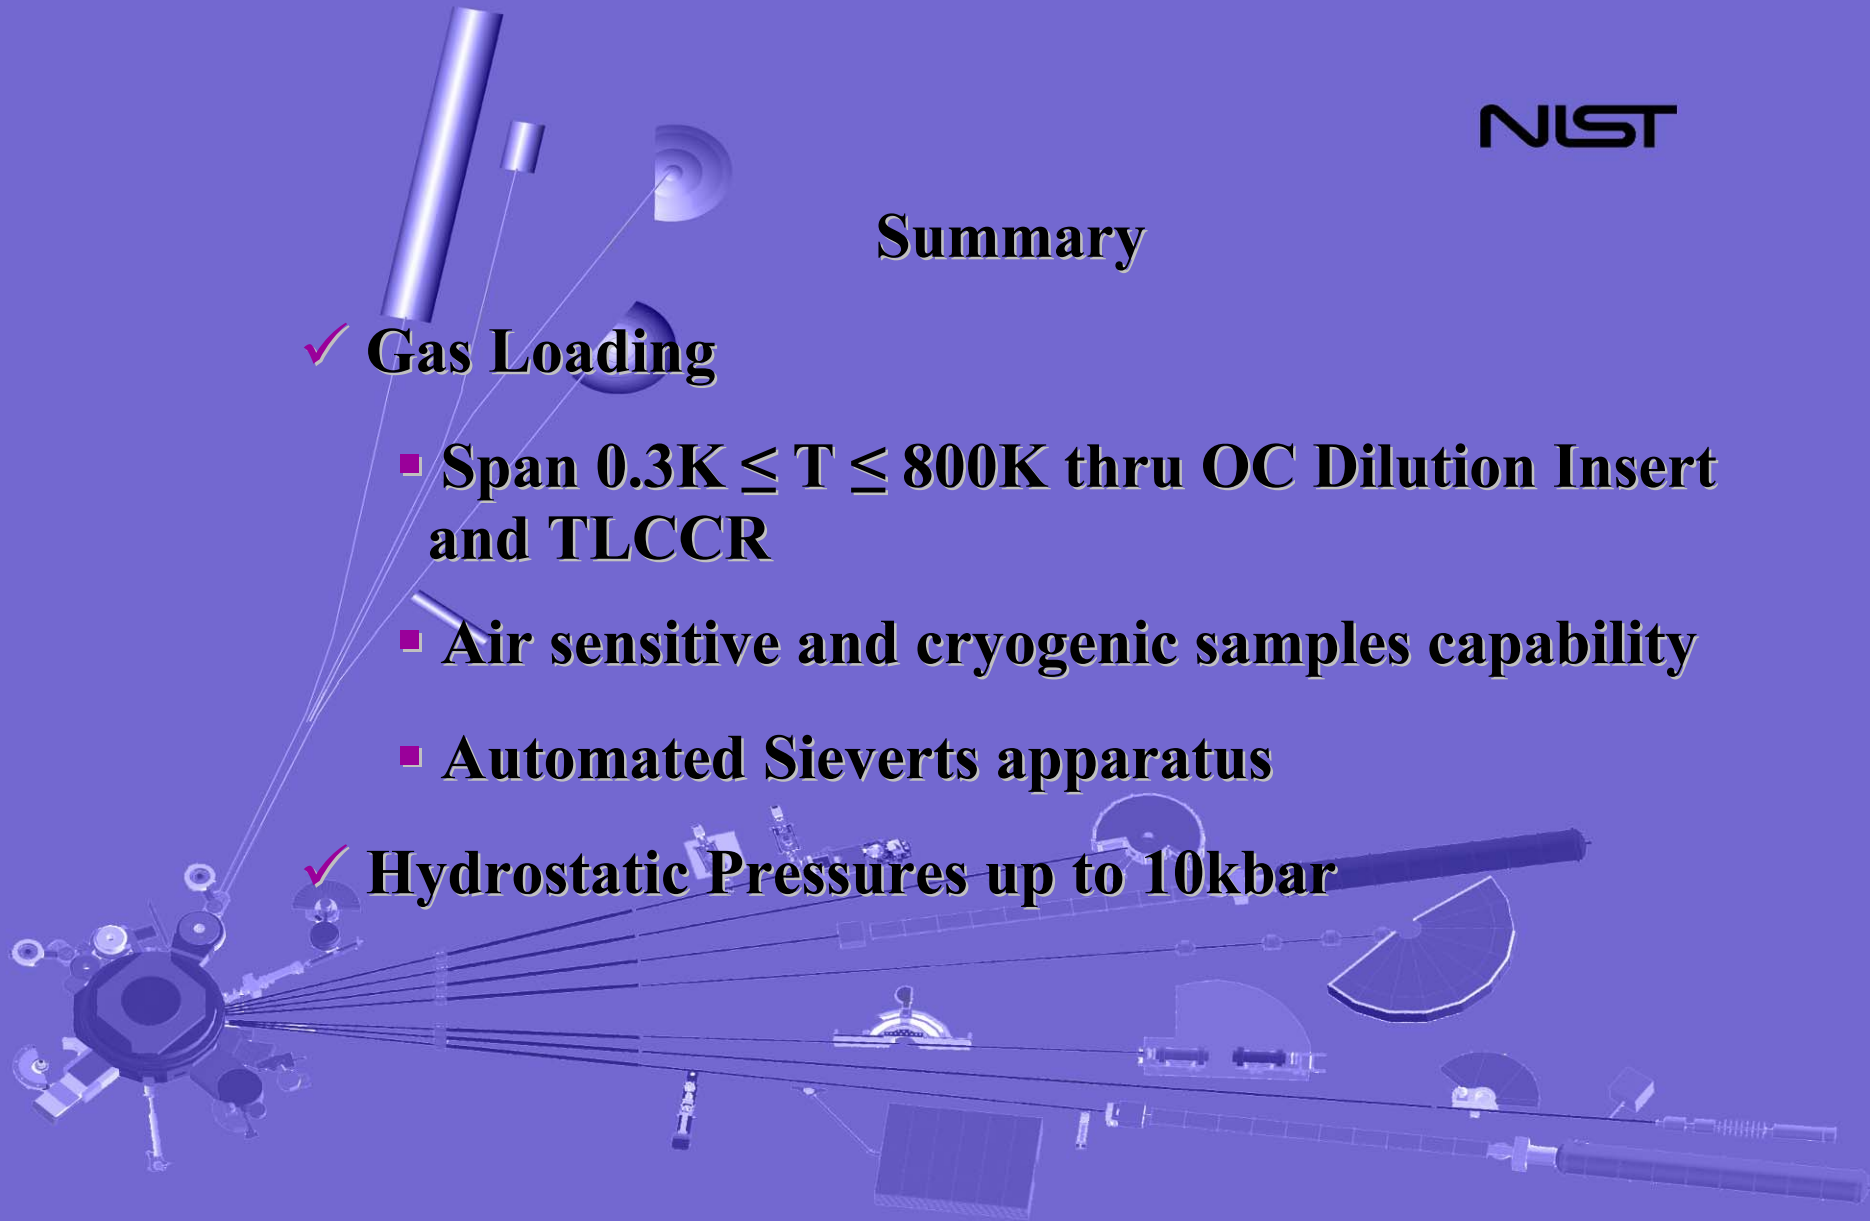 NIST
Summary
✓ Gas Loading
▪ Span 0.3K ≤ T ≤ 800K thru OC Dilution Insert
and TLCCR
▪ Air sensitive and cryogenic samples capability
▪ Automated Sieverts apparatus
✓ Hydrostatic Pressures up to 10kbar